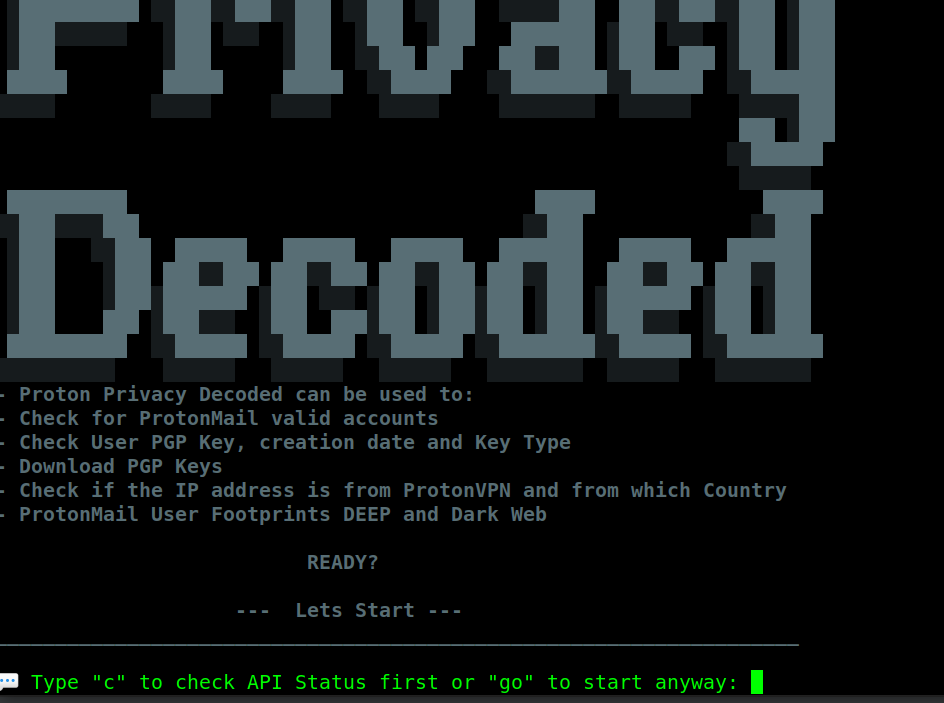 Privacy
Decoded
- Proton Privacy Decoded can be used to:
- Check for ProtonMail valid accounts
- Check User PGP Key, creation date and Key Type
- Download PGP Keys
- Check if the IP address is from ProtonVPN and from which Country
- ProtonMail User Footprints DEEP and Dark Web
READY?
--- Lets Start ---
Type "c" to check API Status first or "go" to start anyway: